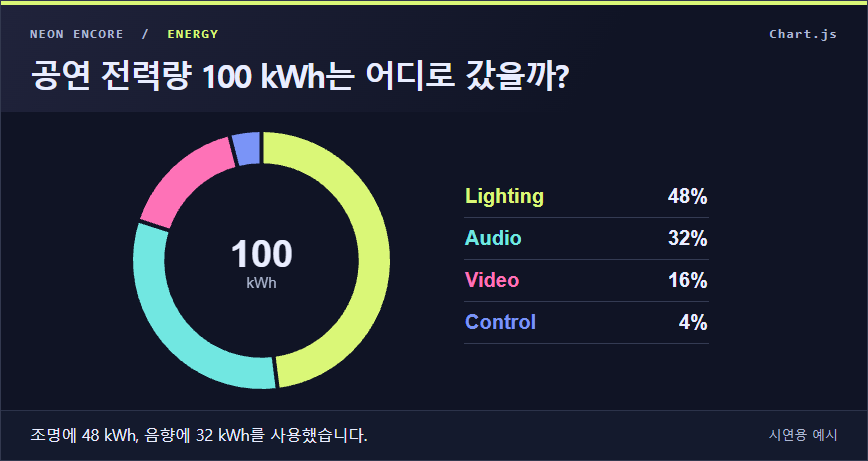 NEON ENCORE / ENERGY
Chart.js
공연 전력량 100 kWh는 어디로 갔을까?
100
kWh
Lighting 48%
Audio 32%
Video 16%
Control 4%
조명에 48 kWh, 음향에 32 kWh를 사용했습니다.
시연용 예시